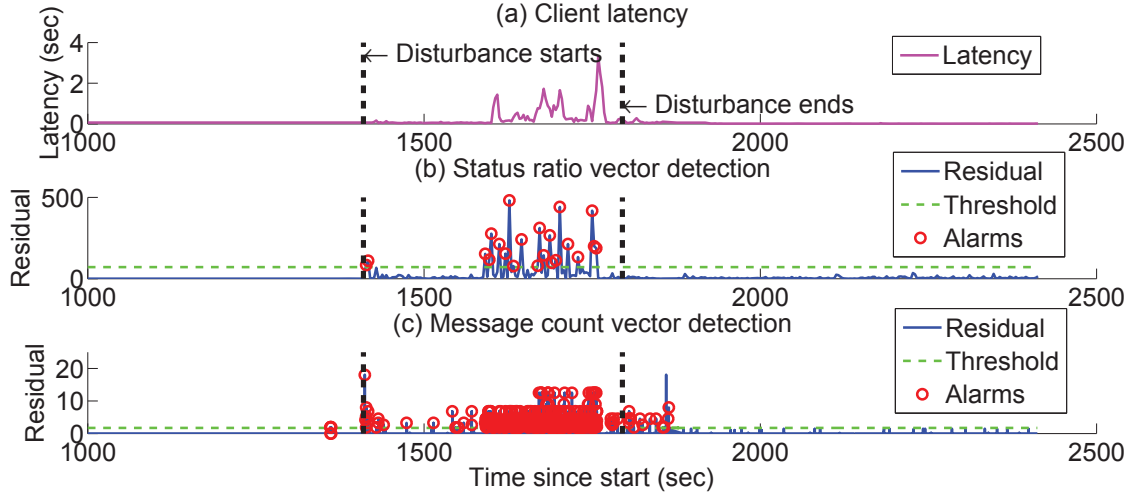 (a) Client latency
Latency (sec)
4
2
0
← Disturbance starts
← Disturbance ends
Latency
1000 1500 2000 2500
(b) Status ratio vector detection
Residual
500
0
Residual
Threshold
Alarms
1000 1500 2000 2500
(c) Message count vector detection
Residual
20
10
0
Residual
Threshold
Alarms
1000 1500 2000 2500
Time since start (sec)